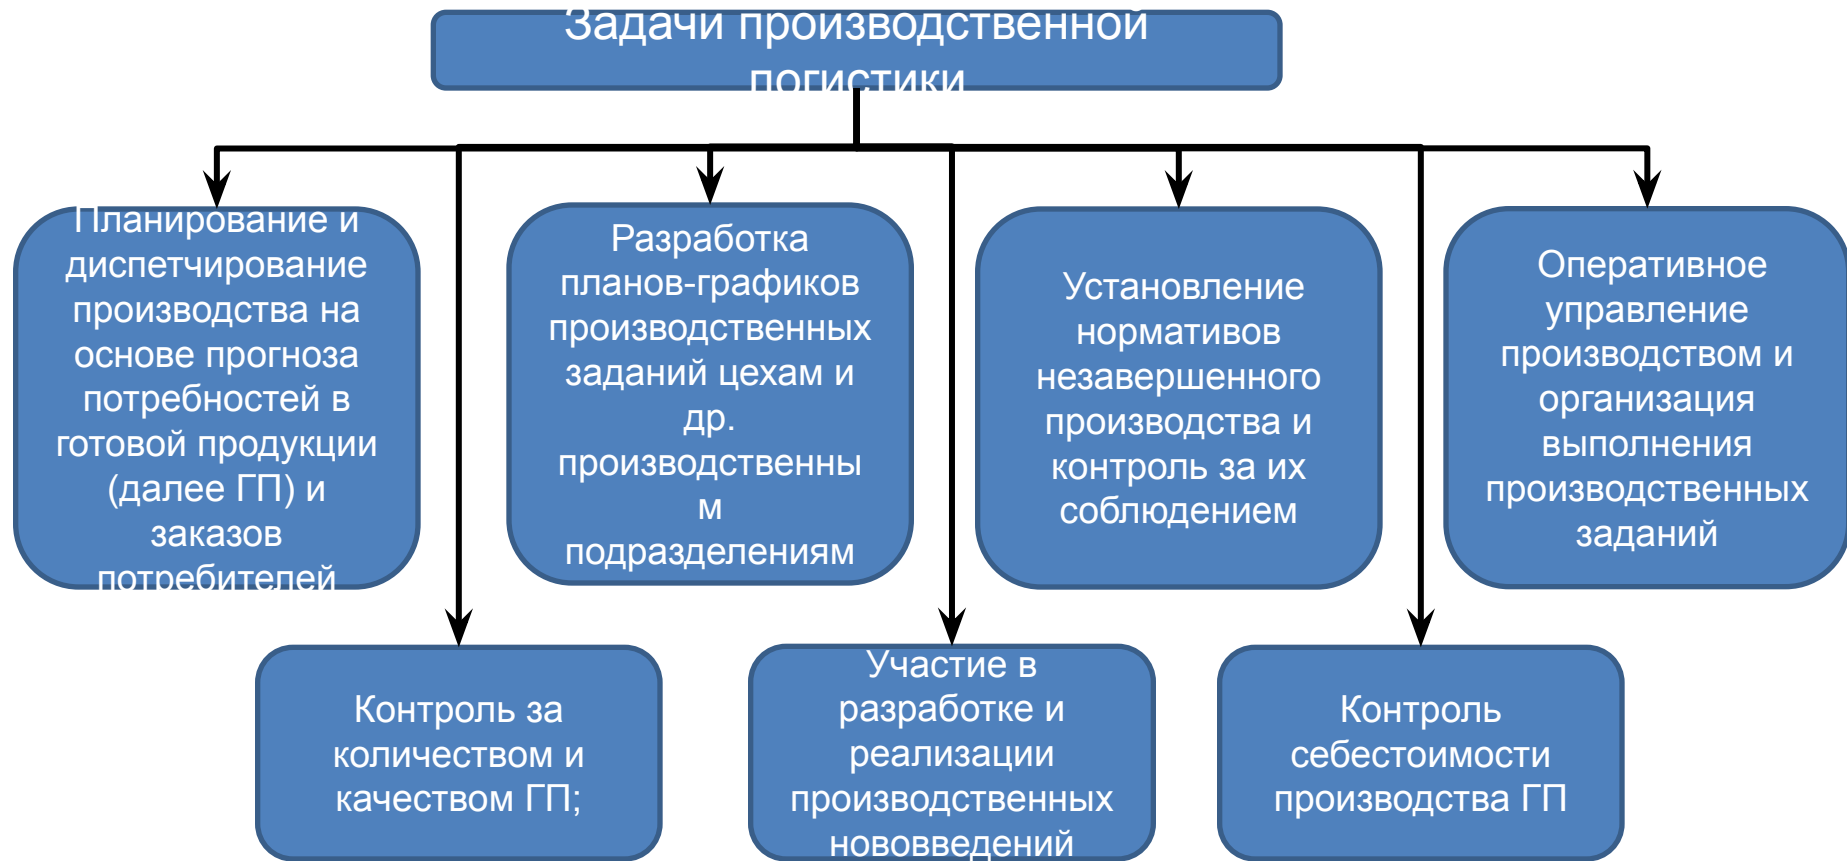 Задачи производственной
логистики
Планирование и
диспетчирование
производства на
основе прогноза
потребностей в
готовой продукции
(далее ГП) и
заказов
потребителей
Разработка
планов-графиков
производственных
заданий цехам и
др.
производственны
м
подразделениям
Установление
нормативов
незавершенного
производства и
контроль за их
соблюдением
Оперативное
управление
производством и
организация
выполнения
производственных
заданий
Контроль за
количеством и
качеством ГП;
Участие в
разработке и
реализации
производственных
нововведений
Контроль
себестоимости
производства ГП